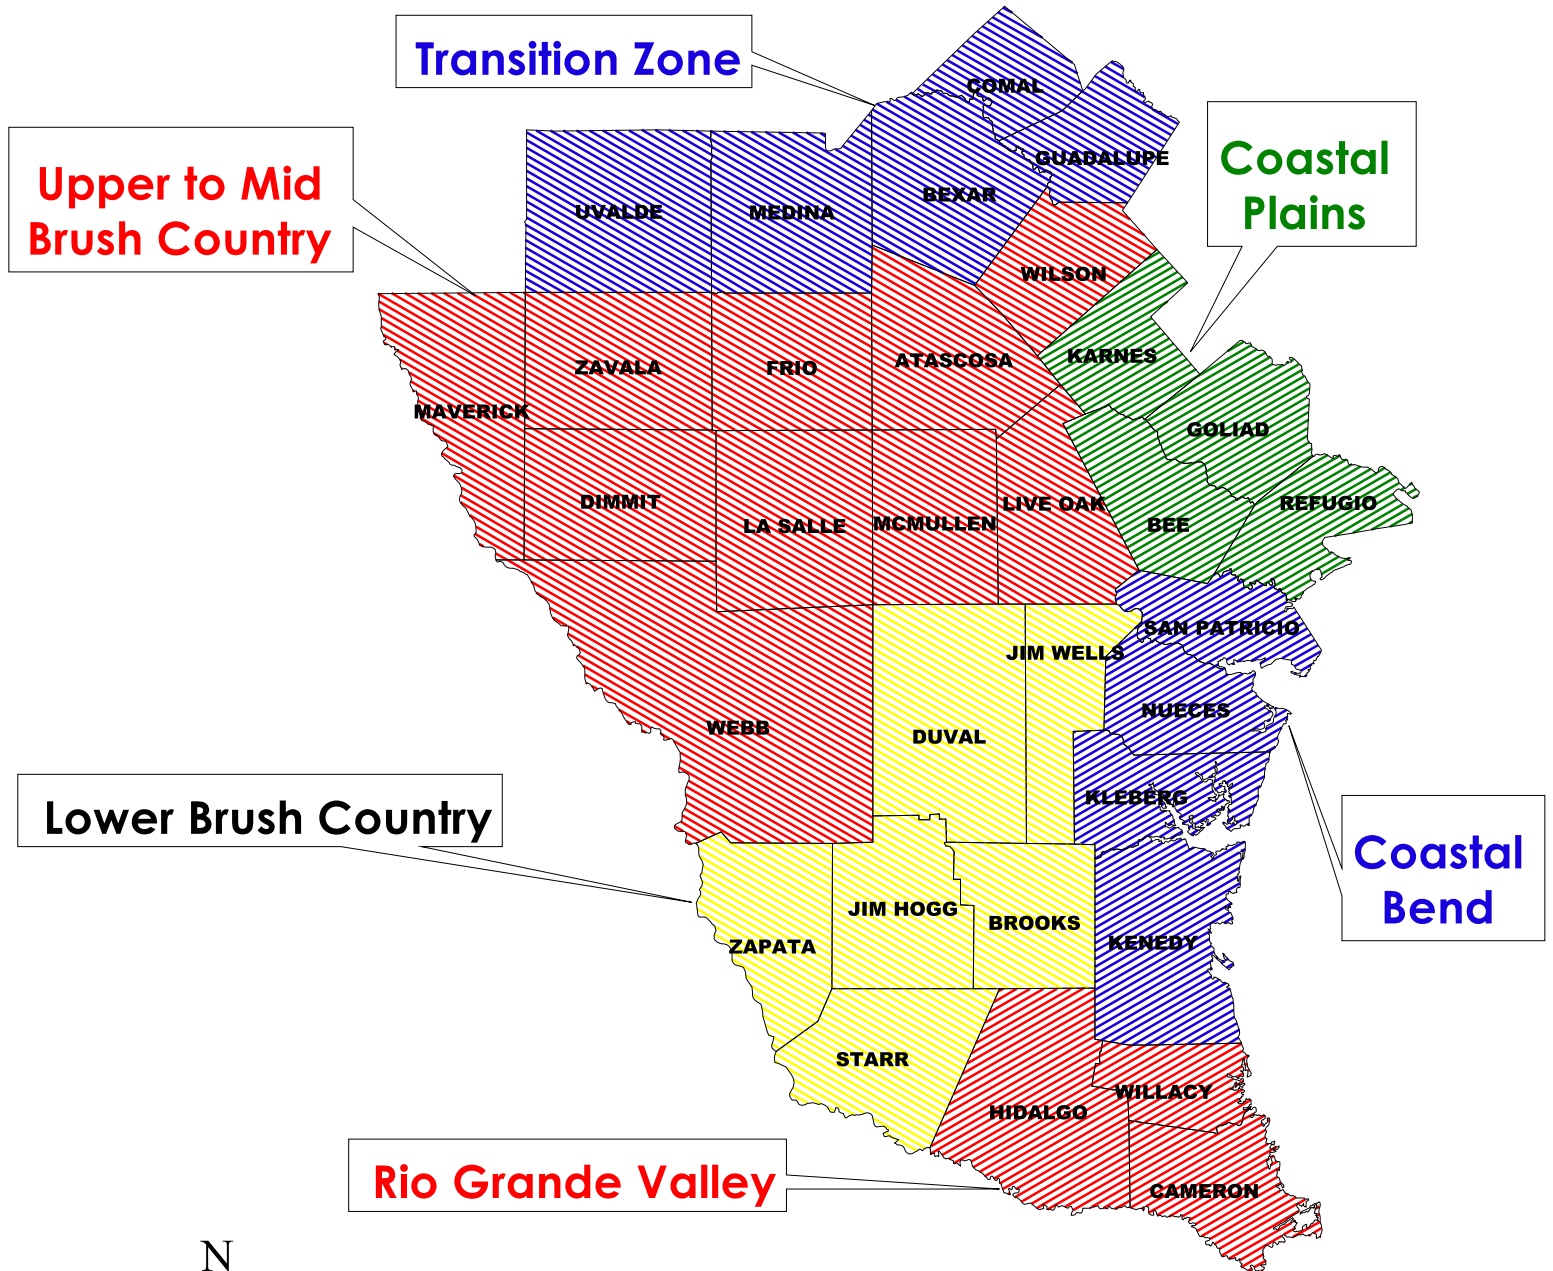 Transition Zone
COMAL
Upper to Mid
Brush Country
Coastal
Plains
GUADALUPE
BEXAR
UVALDE
MEDINA
WILSON
KARNES
ZAVALA
FRIO
ATASCOSA
MAVERICK
GOLIAD
DIMMIT
LA SALLE
MCMULLEN
LIVE OAK
BEE
REFUGIO
SAN PATRICIO
JIM WELLS
NUECES
WEBB
DUVAL
KLEBERG
Lower Brush Country
Coastal
Bend
JIM HOGG
BROOKS
ZAPATA
KENEDY
STARR
WILLACY
HIDALGO
Rio Grande Valley
CAMERON
N